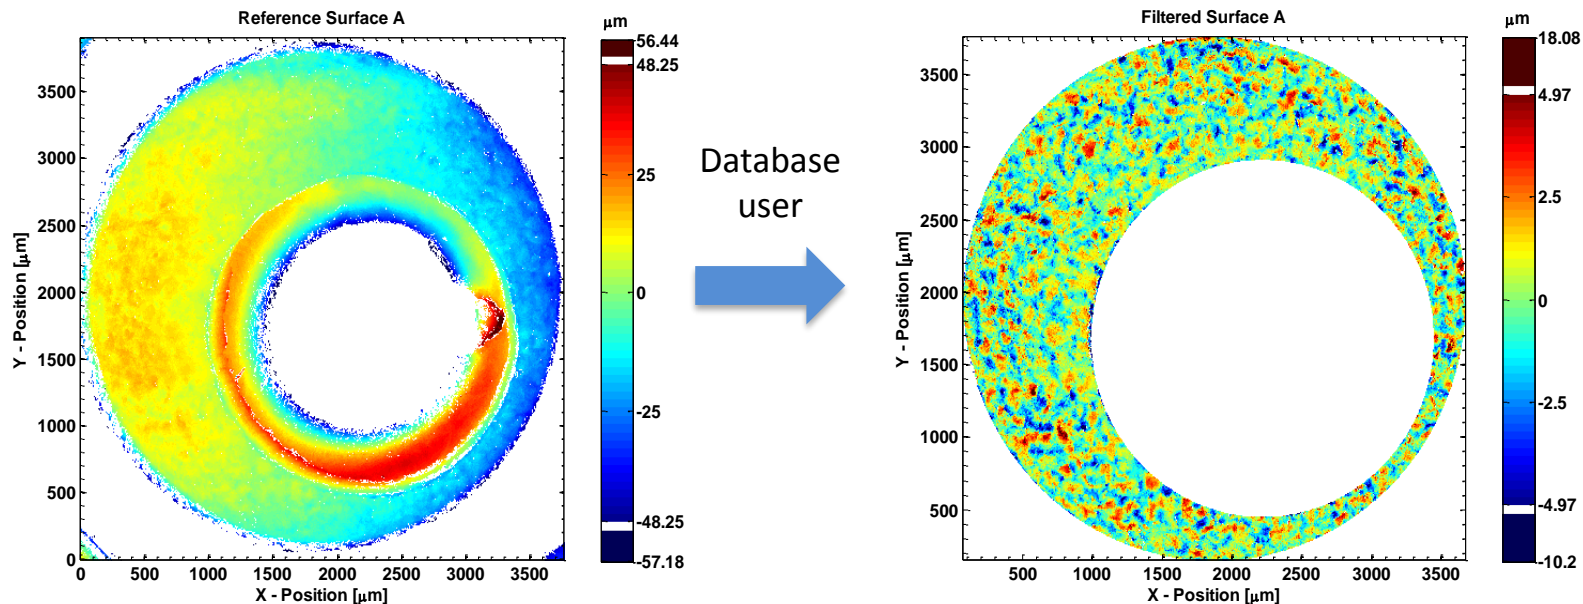 Reference Surface A
μm
56.44
48.25
25
0
-25
-48.25
-57.18
3500
3000
2500
2000
1500
1000
500
0
Y - Position [μm]
0 500 1000 1500 2000 2500 3000 3500
X - Position [μm]
Database
user
Filtered Surface A
μm
18.08
4.97
2.5
0
-2.5
-4.97
-10.2
3500
3000
2500
2000
1500
1000
500
Y - Position [μm]
500 1000 1500 2000 2500 3000 3500
X - Position [μm]